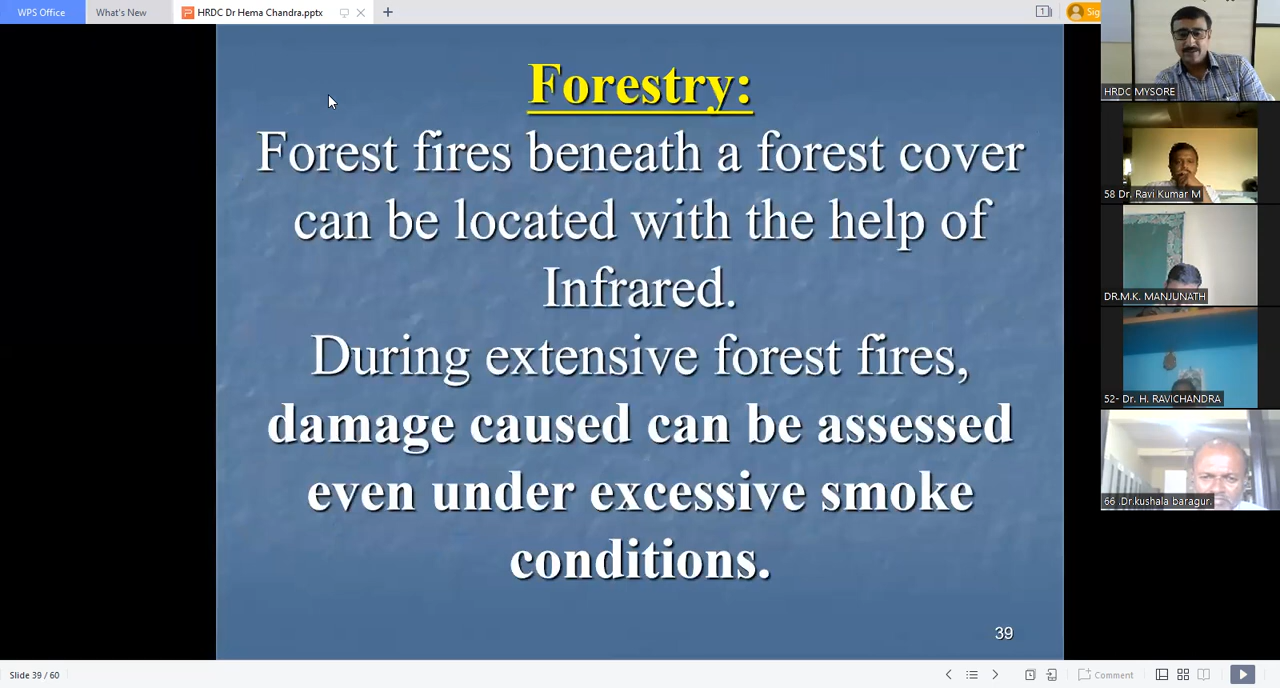 WPS Office
What's New
HRDC Dr Hema Chandra.pptx
1
Sig
Forestry:
Forest fires beneath a forest cover
can be located with the help of
Infrared.
During extensive forest fires,
damage caused can be assessed
even under excessive smoke
conditions.
39
HRDC MYSORE
58 Dr. Ravi Kumar M
DR.M.K. MANJUNATH
52- Dr. H. RAVICHANDRA
66 .Dr.kushala baragur.
Slide 39 / 60
Comment